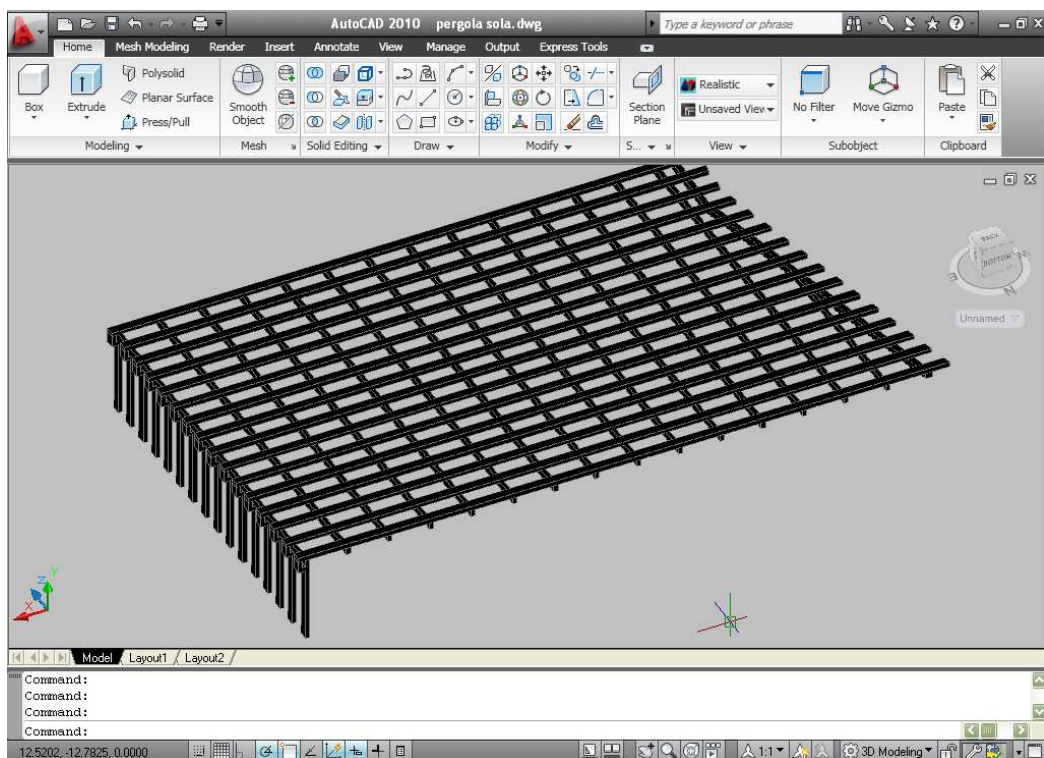 AutoCAD 2010 pergola sola.dwg
Type a keyword or phrase
Home Mesh Modeling Render Insert Annotate View Manage Output Express Tools
Box
Extrude
Polysolid
Planar Surface
Press/Pull
Smooth
Object
Section
Plane
Realistic
Unsaved View
No Filter
Move Gizmo
Paste
Modeling
Mesh
Solid Editing
Draw
Modify
S...
View
Subobject
Clipboard
BACK
BOTTOM
Unnamed
Z Y
X
Model Layout1 Layout2
Command:
Command:
Command:
Command:
12.5202, -12.7825, 0.0000
1:1
3D Modeling